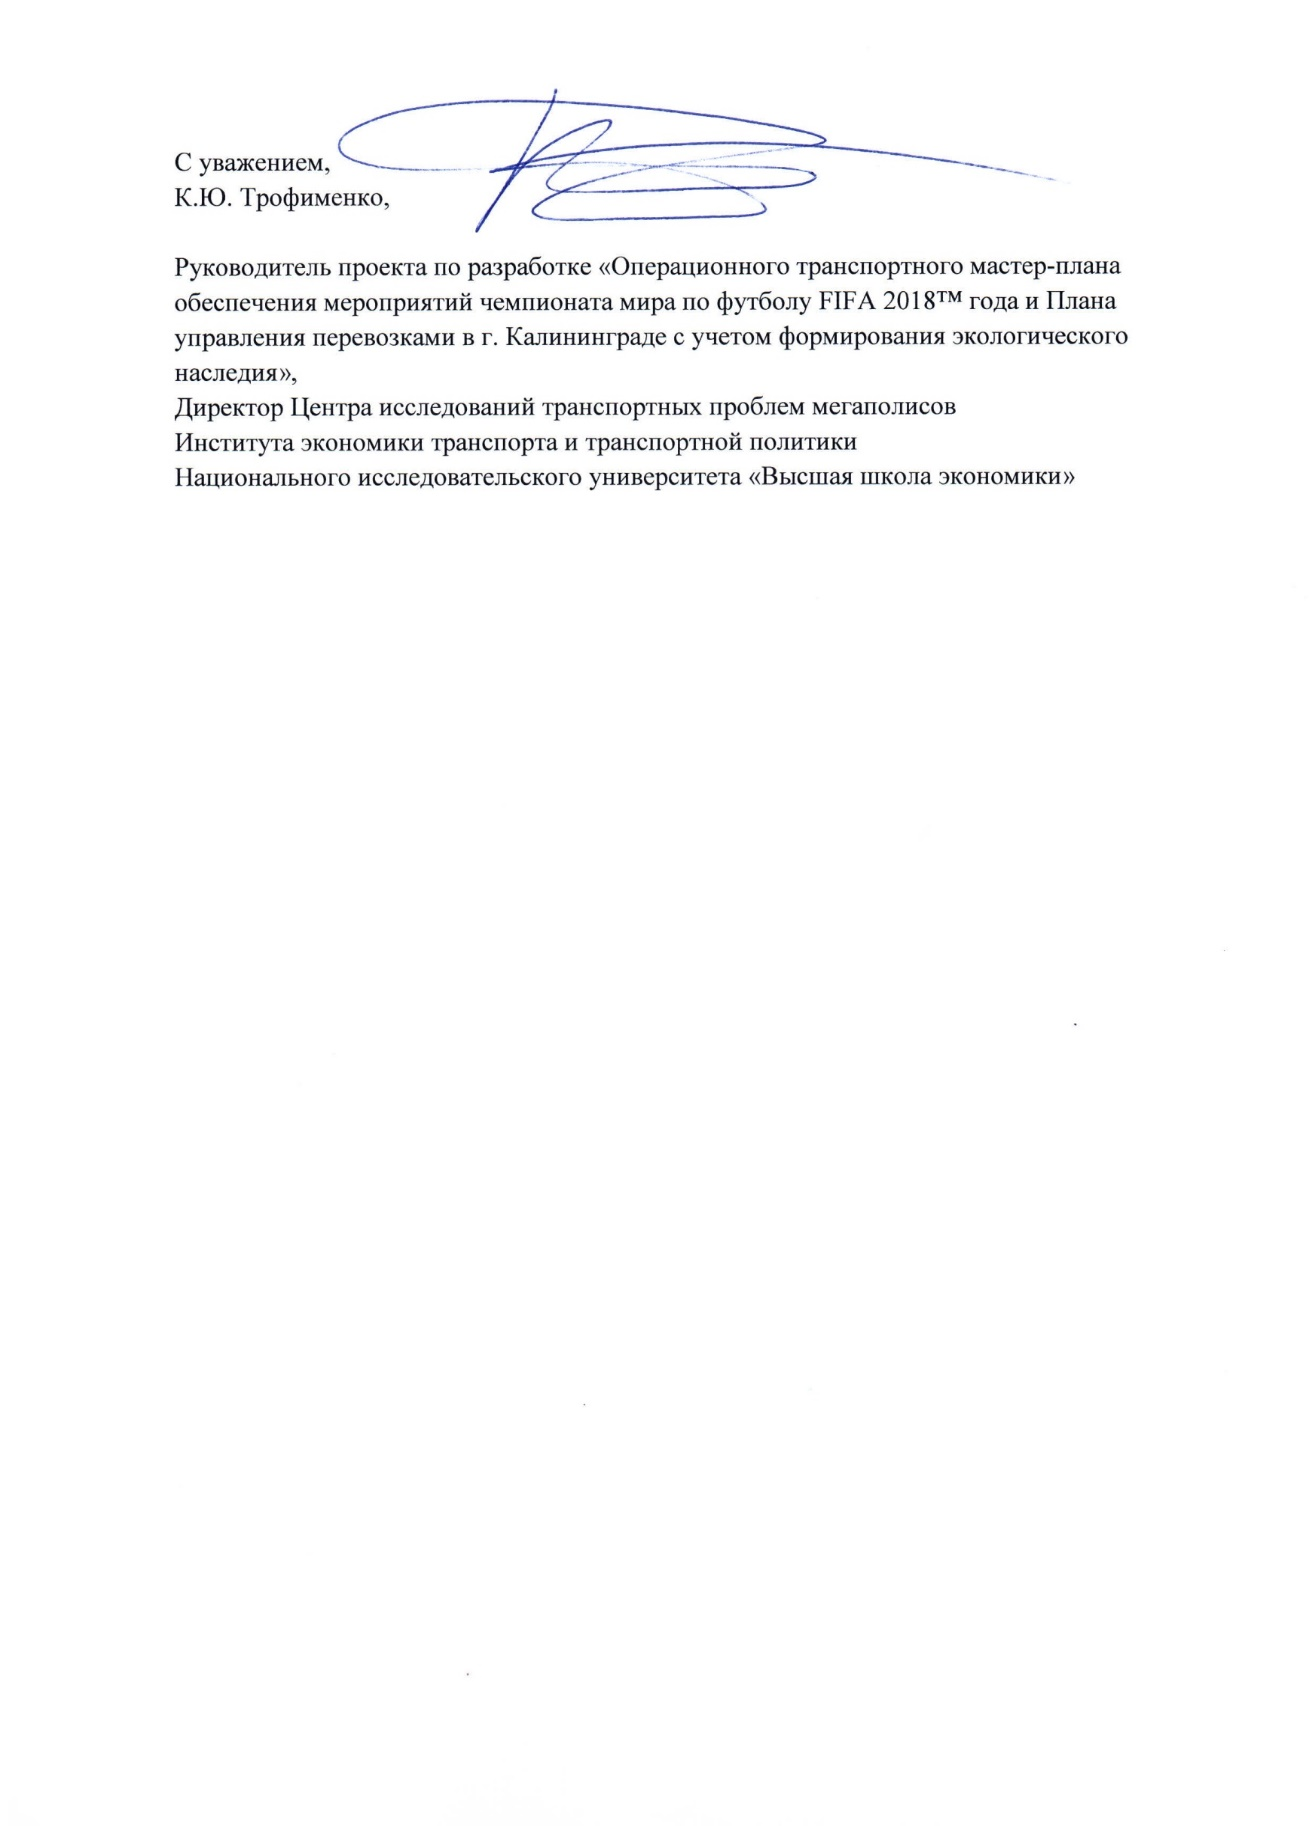 С уважением,
К.Ю. Трофименко,
Руководитель проекта по разработке «Операционного транспортного мастер-плана
обеспечения мероприятий чемпионата мира по футболу FIFA 2018™ года и Плана
управления перевозками в г. Калининграде с учетом формирования экологического
наследия»,
Директор Центра исследований транспортных проблем мегаполисов
Института экономики транспорта и транспортной политики
Национального исследовательского университета «Высшая школа экономики»